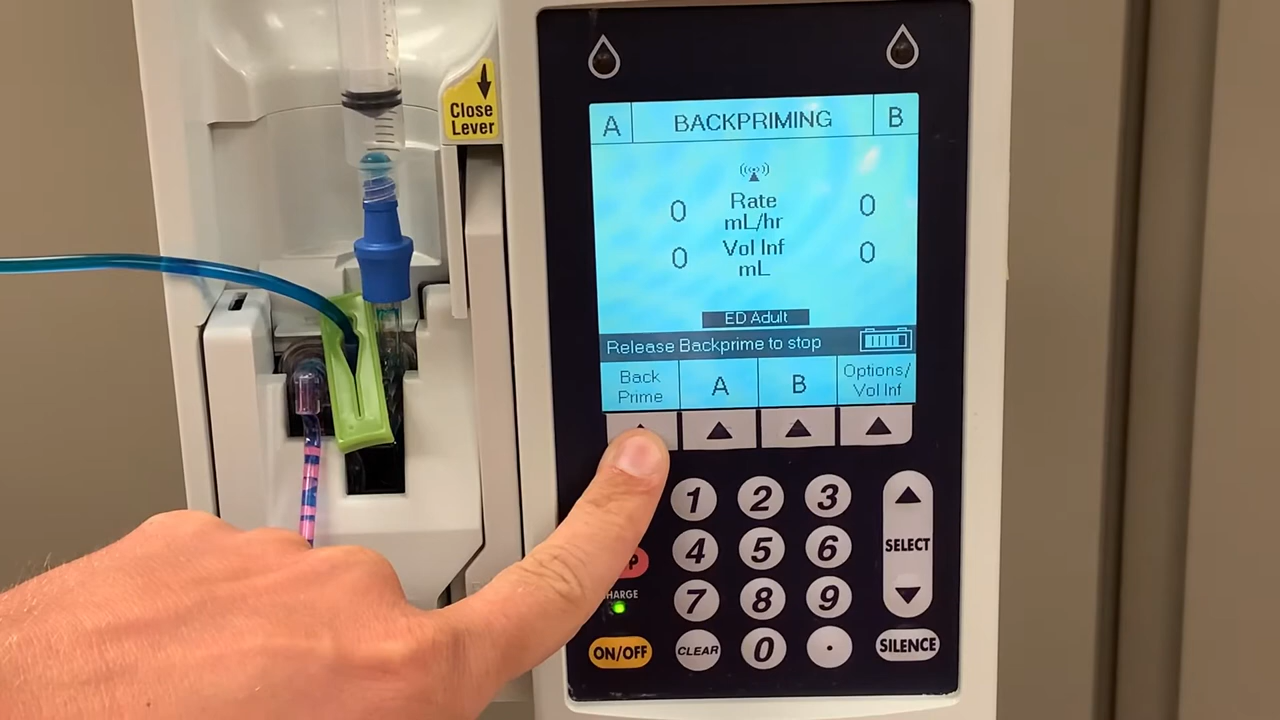 Close
Lever
A
BACKPRIMING
B
0
Rate
mL/hr
0
0
Vol Inf
mL
0
ED Adult
Release Backprime to stop
Back
Prime
A
B
Options/
Vol Inf
1
2
3
4
5
6
7
8
9
CLEAR
0
.
SELECT
SILENCE
P
HARGE
ON/OFF